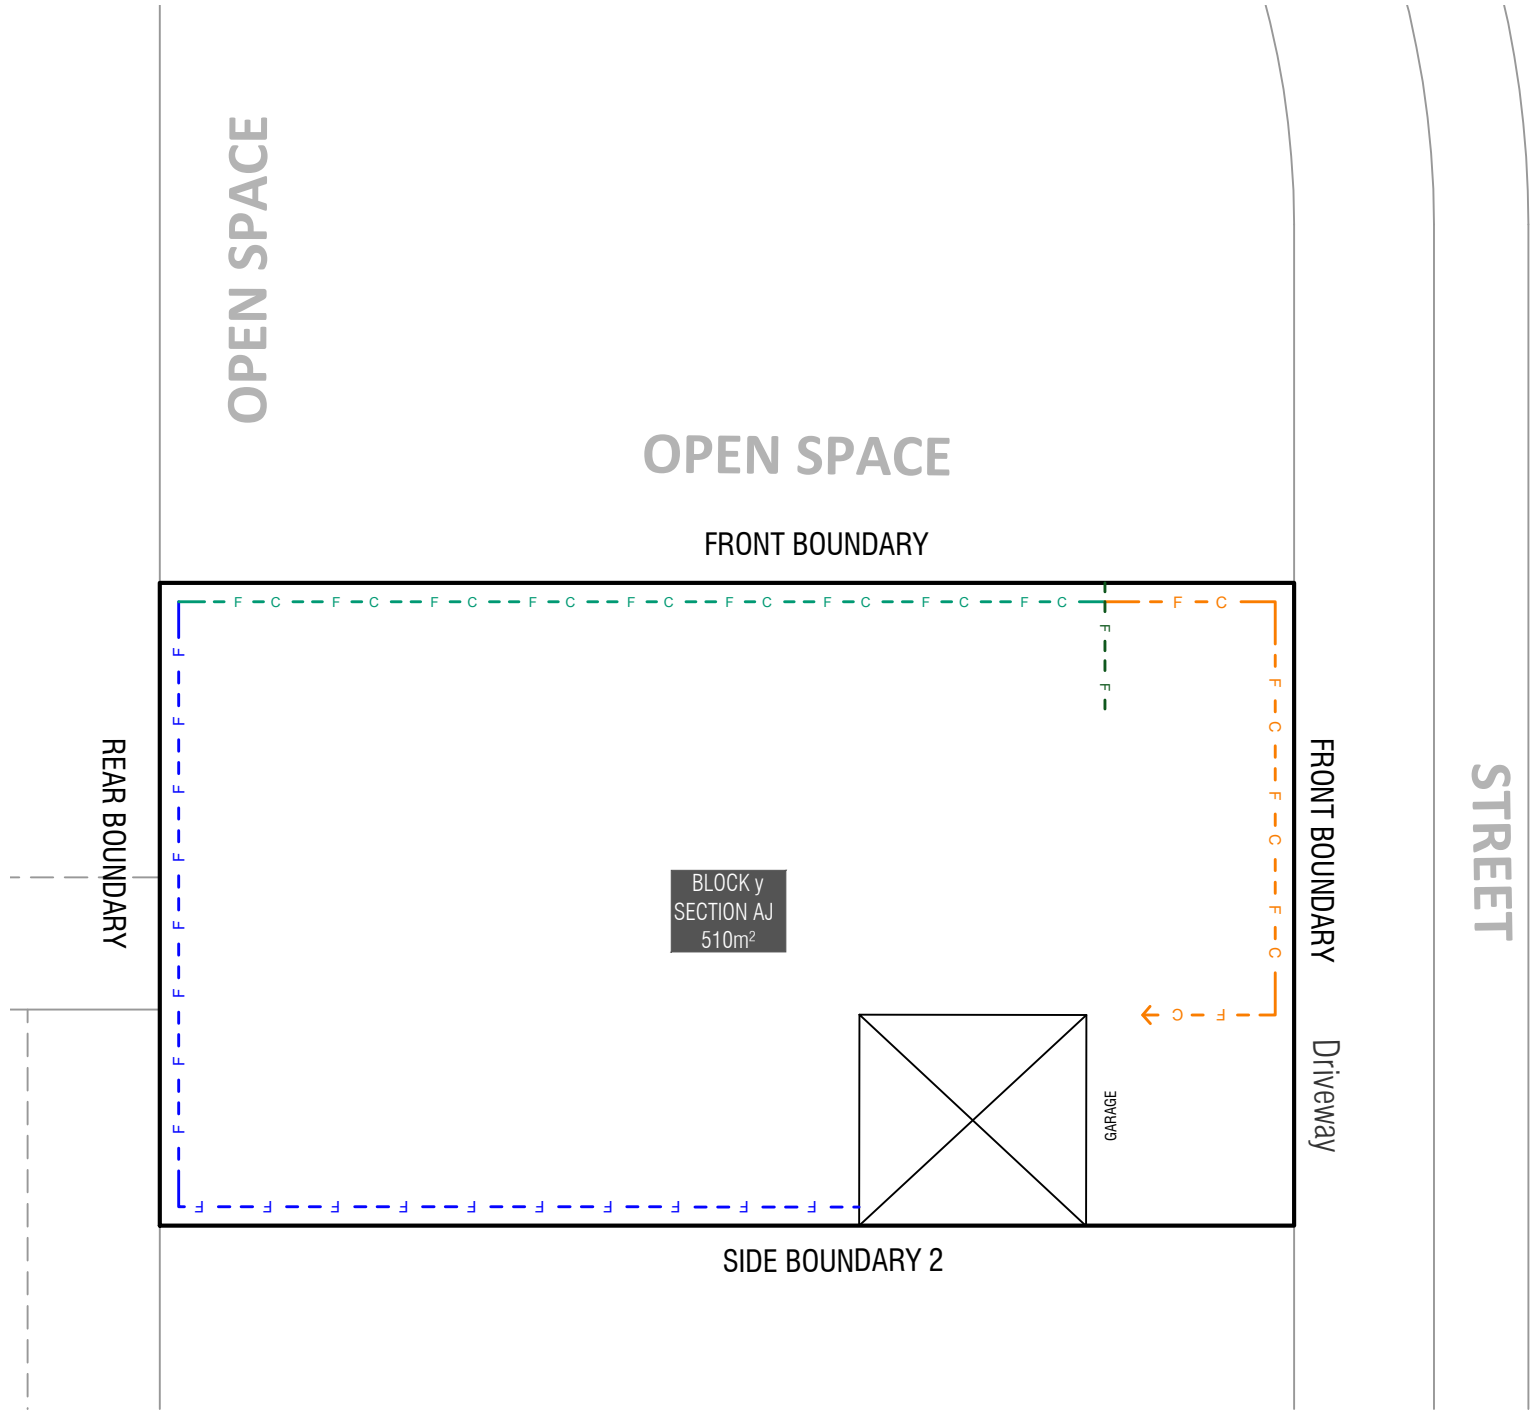 OPEN SPACE
OPEN SPACE
FRONT BOUNDARY
F C F C F C F C F C F C F C F C F C
F C
F F
F C F C F C
C F
F F F F F F F F
REAR BOUNDARY
BLOCK y
SECTION AJ
510m²
FRONT BOUNDARY
STREET
GARAGE
Driveway
F F F F F F F F F F
SIDE BOUNDARY 2